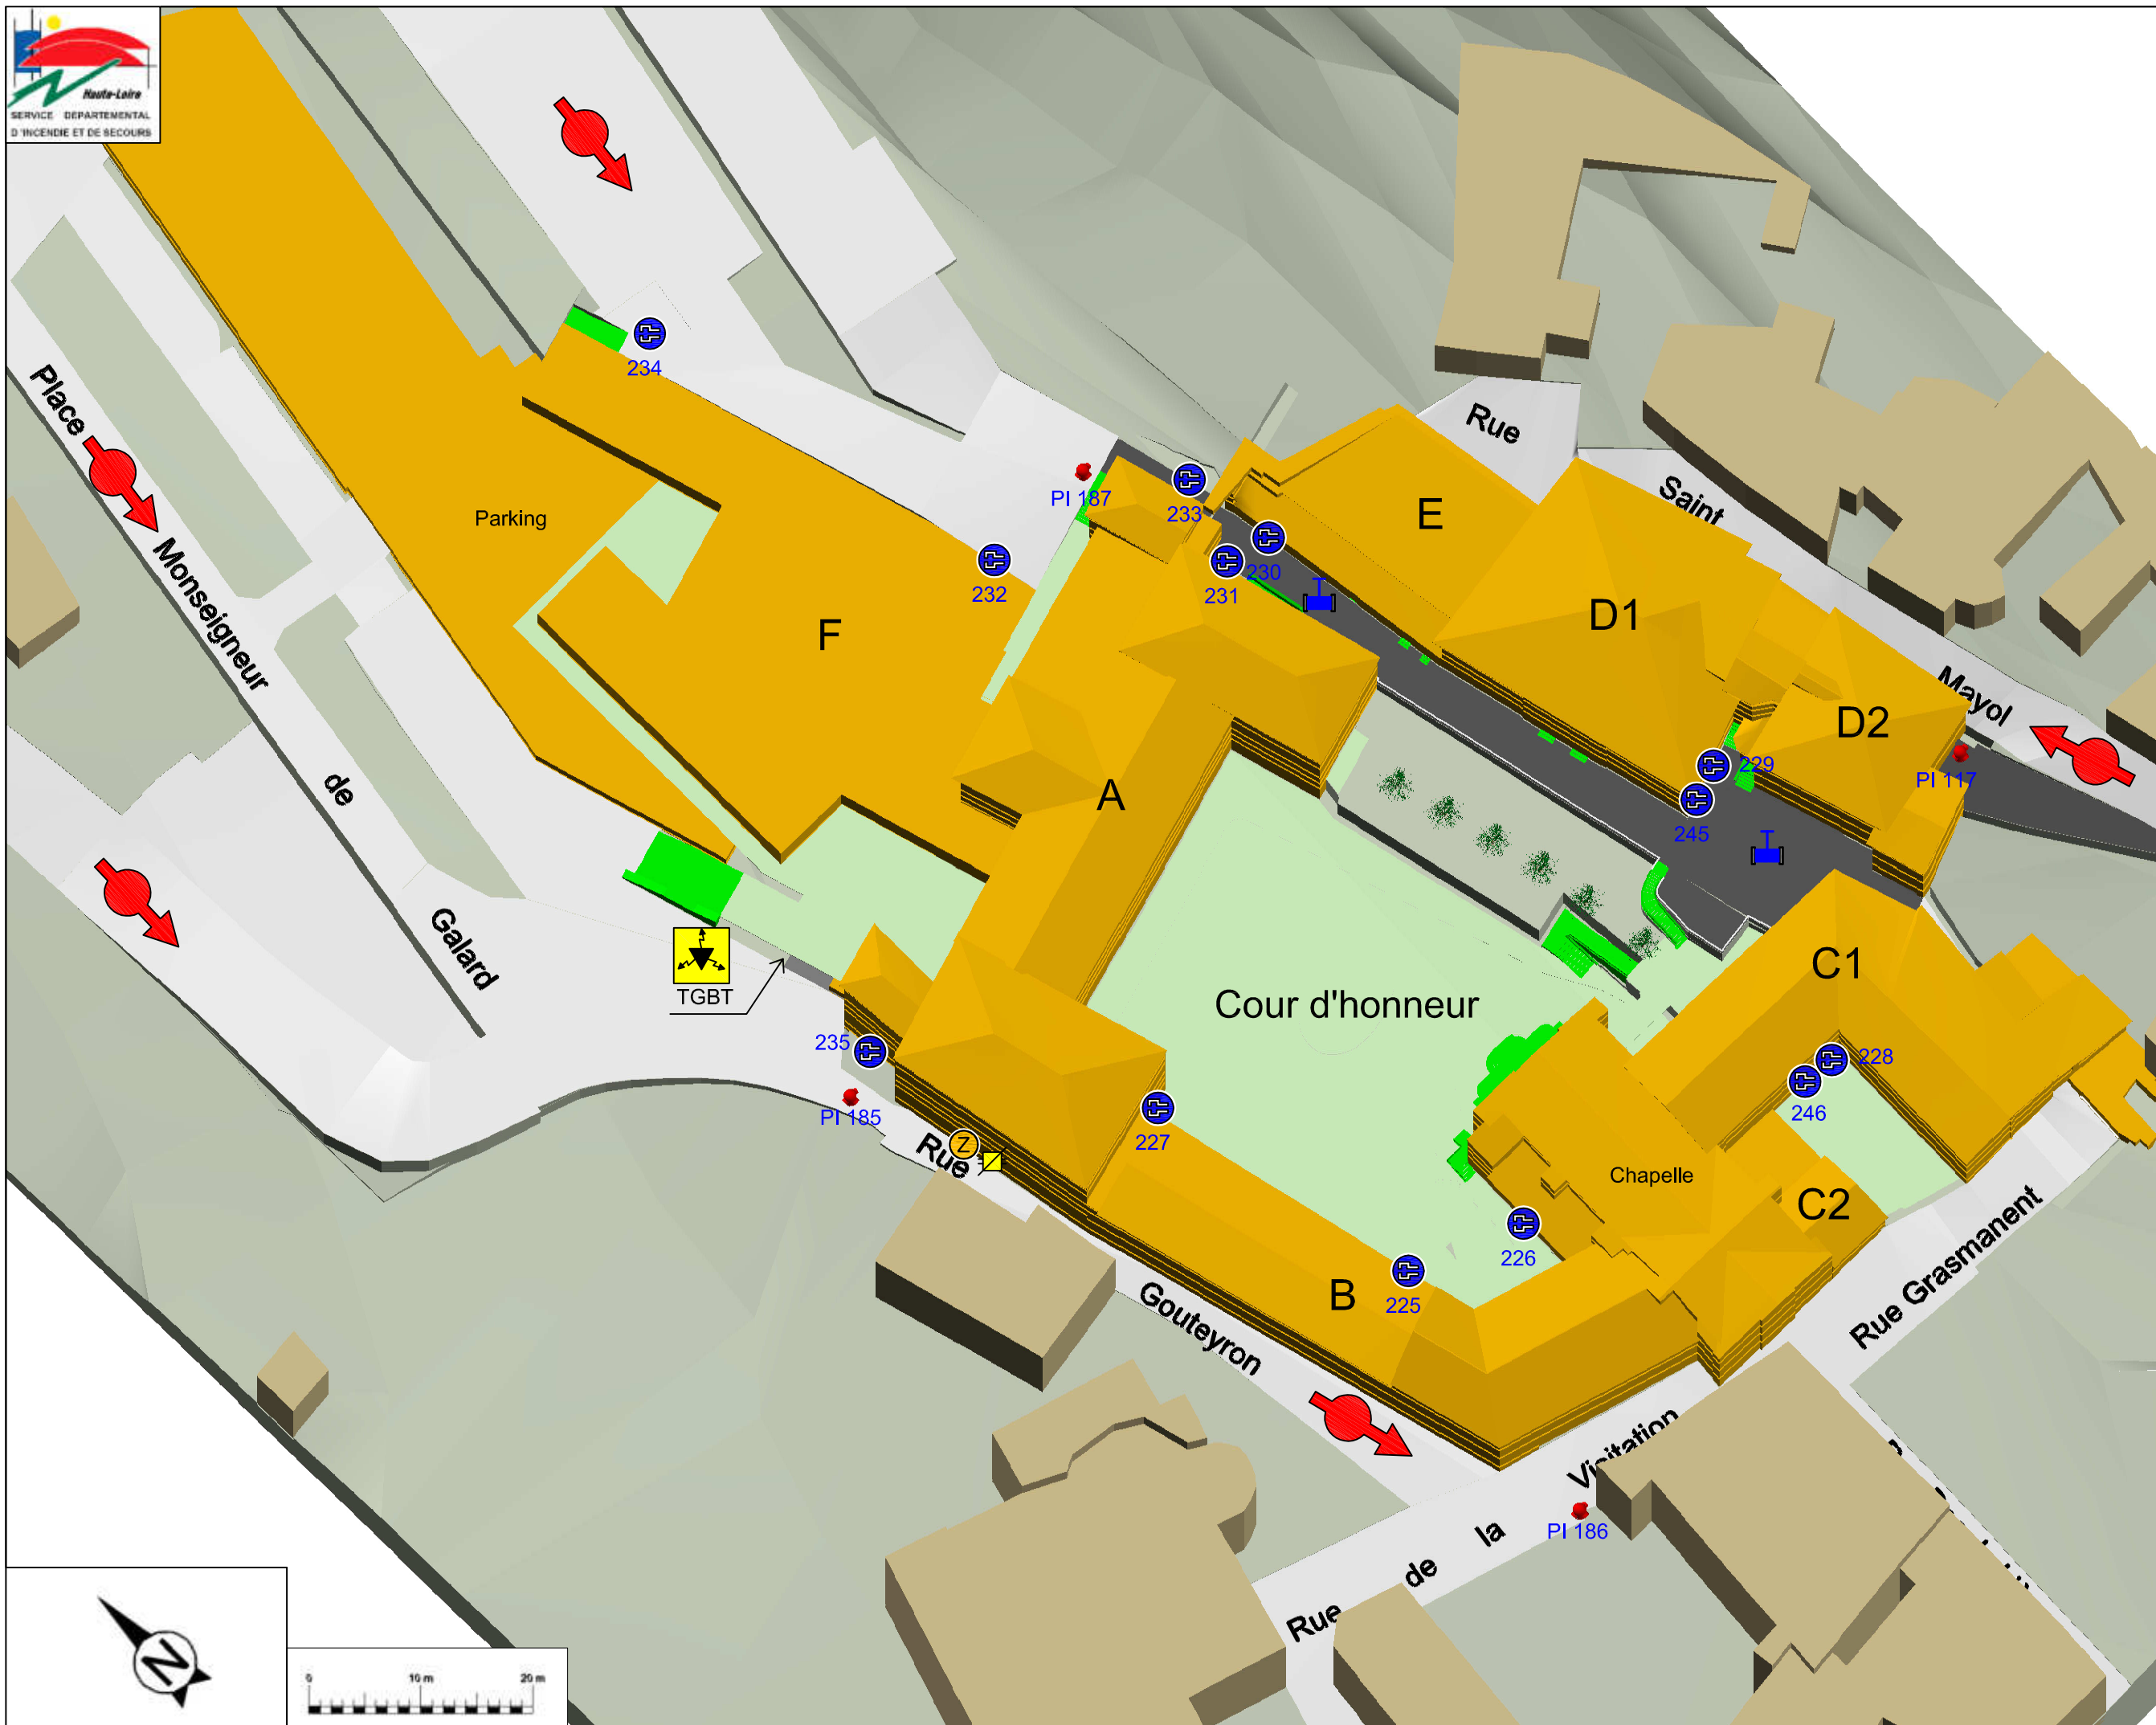 Haute-Loire
SERVICE DEPARTEMENTAL
D'INCENDIE ET DE SECOURS
Place Monseigneur de Galard
Parking
234
PI 187
233
232
230
231
F
E
Rue Saint Mayol
D1
D2
229
245
PI 117
A
TGBT
235
PI 185
Z
Cour d'honneur
227
C1
228
246
Chapelle
C2
226
225
B
Rue Gouteyron
Rue Grasmanent
Rue de la Visitation
PI 186
N
0 10 m 20 m